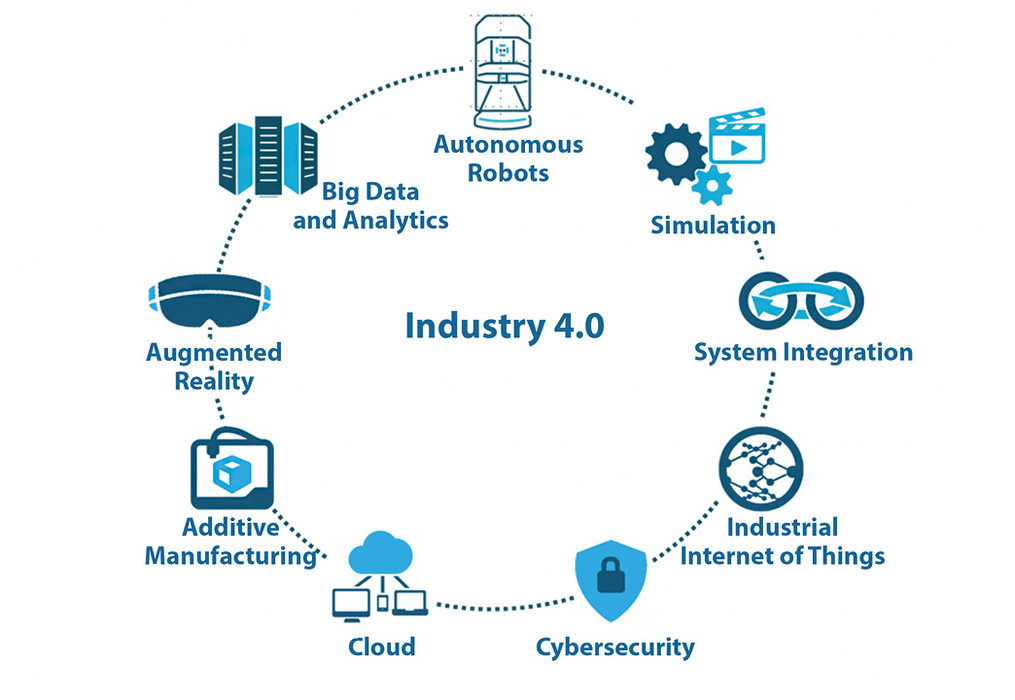 Autonomous
Robots
Simulation
System Integration
Industrial
Internet of Things
Cybersecurity
Cloud
Additive
Manufacturing
Augmented
Reality
Big Data
and Analytics
Industry 4.0